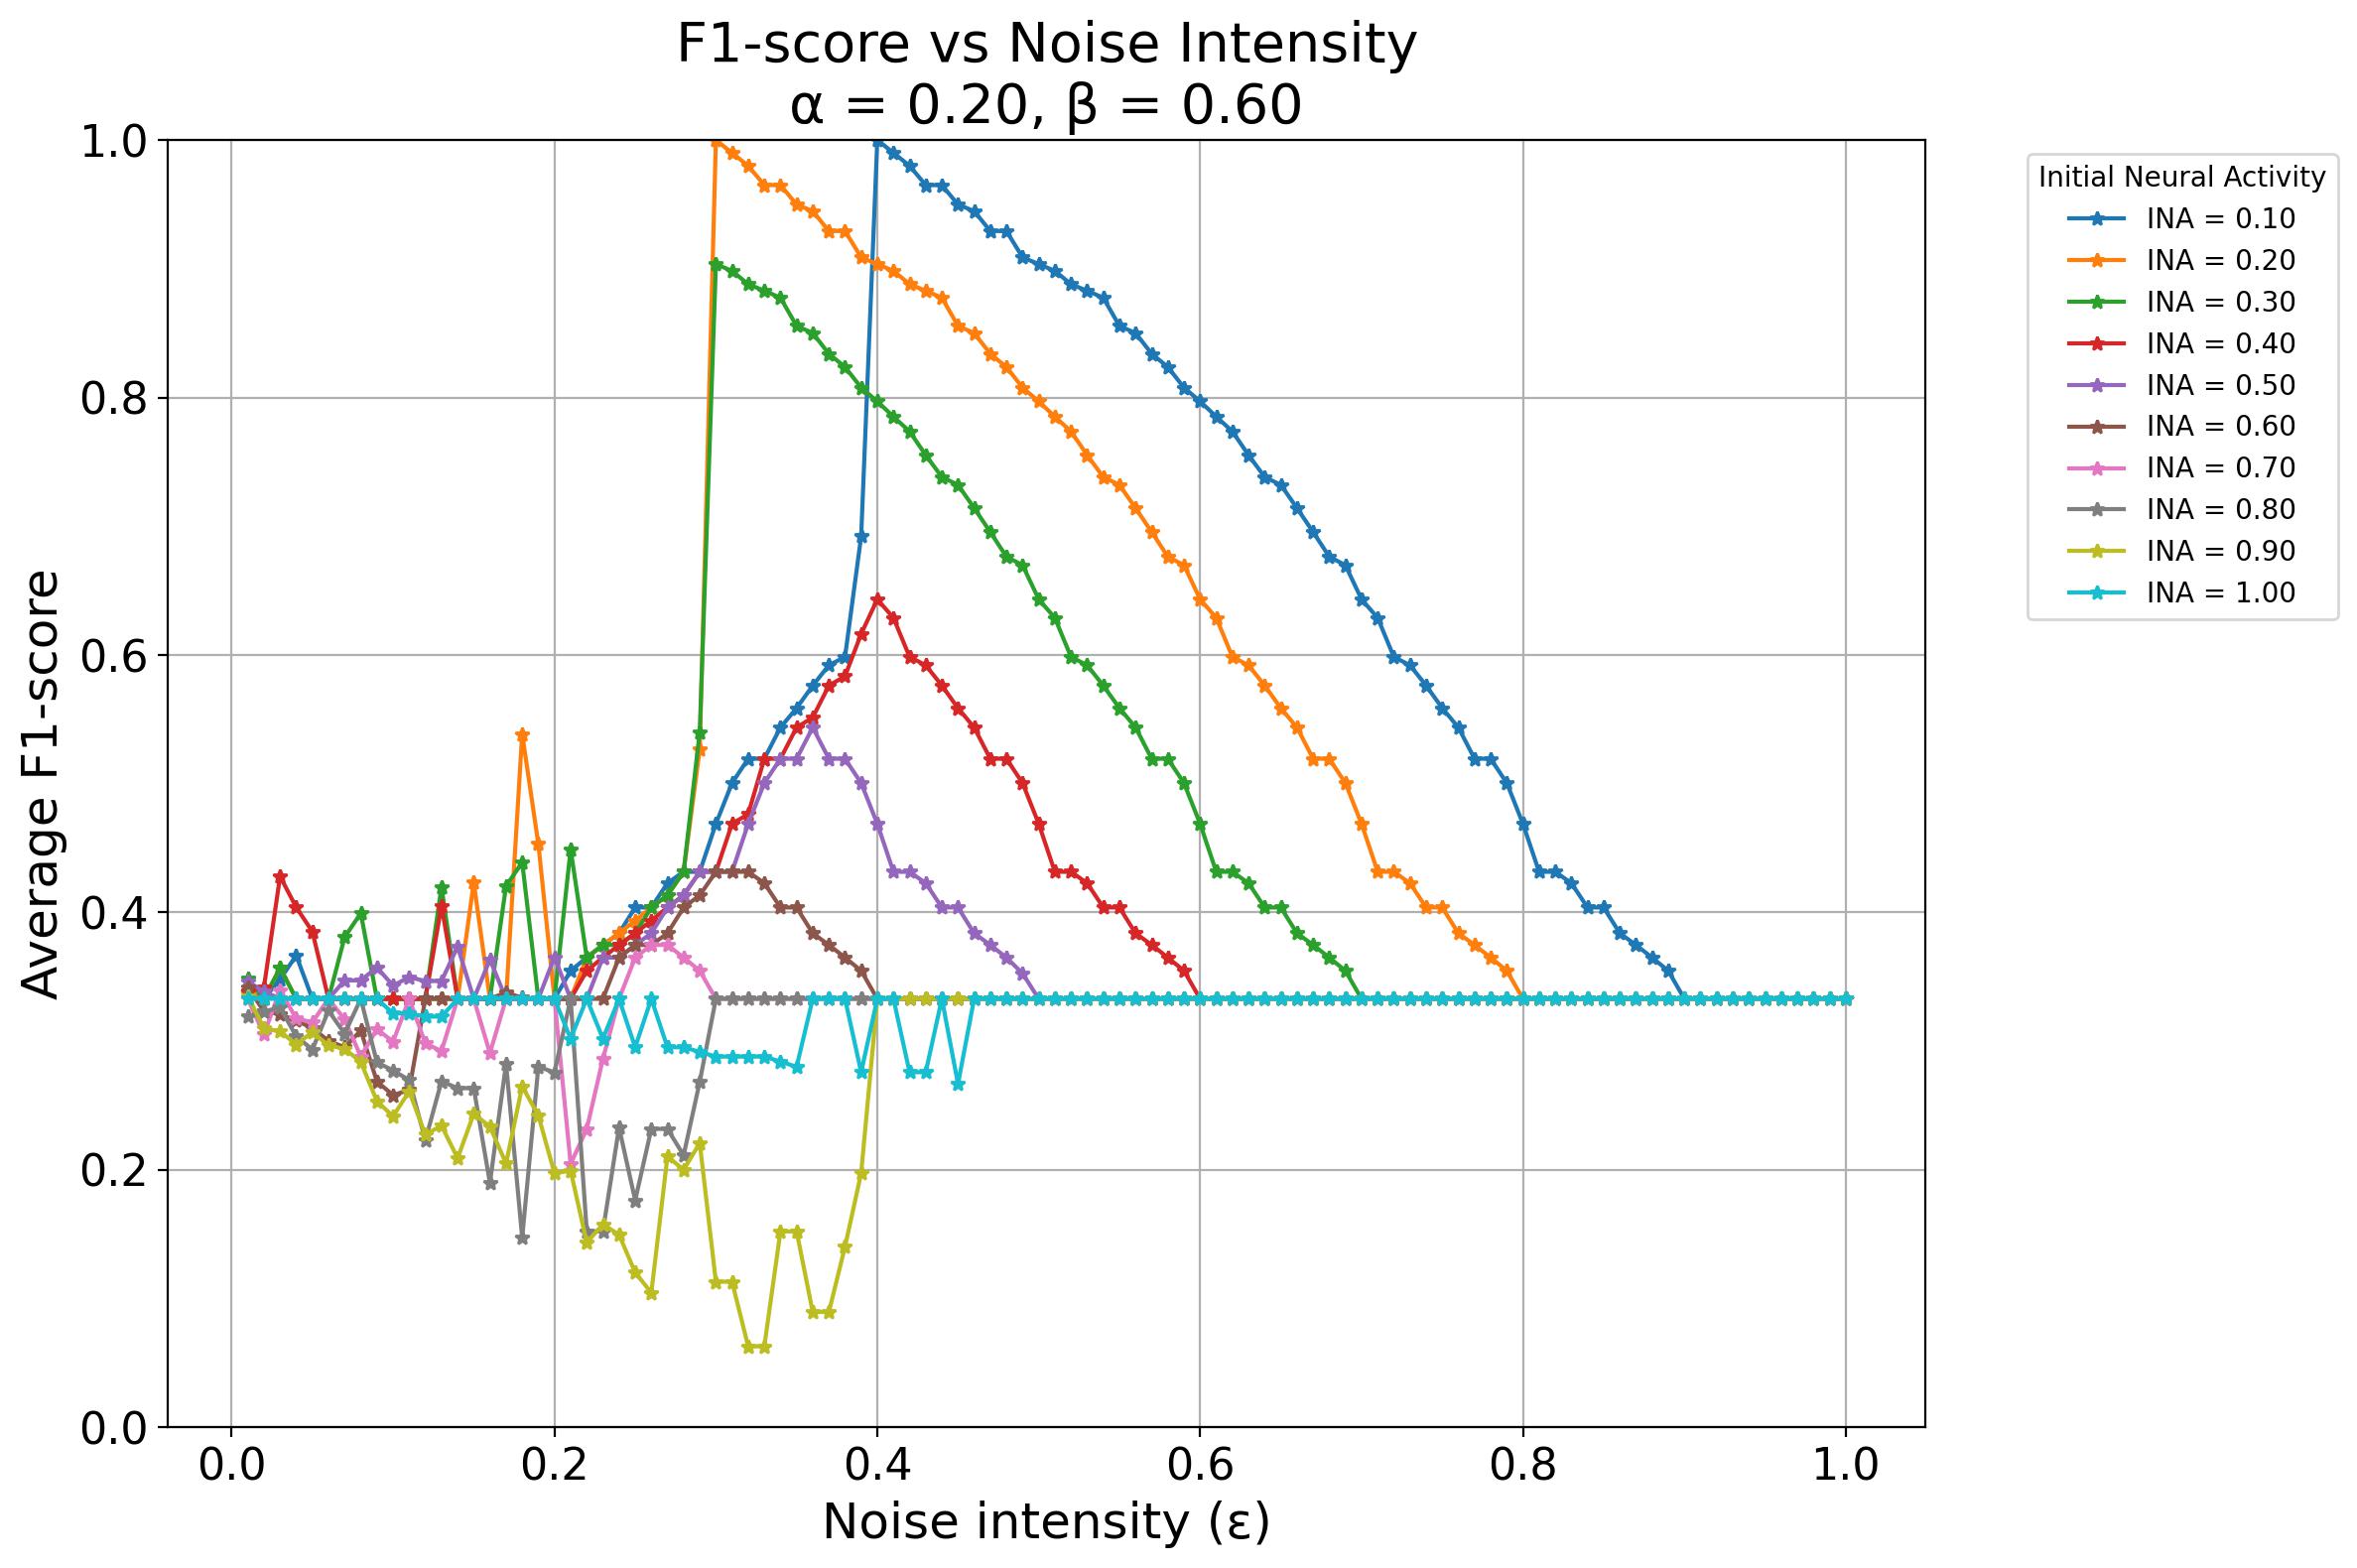 F1-score vs Noise Intensity
α = 0.20, β = 0.60
1.0
0.8
0.6
0.4
0.2
0.0
Average F1-score
0.0 0.2 0.4 0.6 0.8 1.0
Noise intensity (ε)
Initial Neural Activity
INA = 0.10
INA = 0.20
INA = 0.30
INA = 0.40
INA = 0.50
INA = 0.60
INA = 0.70
INA = 0.80
INA = 0.90
INA = 1.00